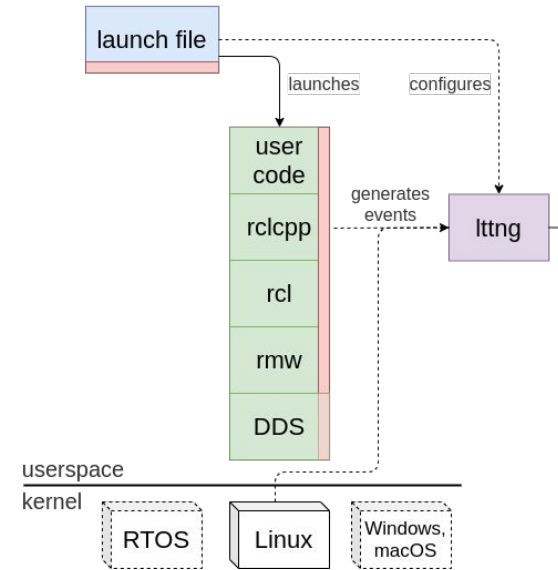 launch file
launches
configures
user
code
generates
events
rclcpp
lttng
rcl
rmw
DDS
userspace
kernel
RTOS
Linux
Windows,
macOS